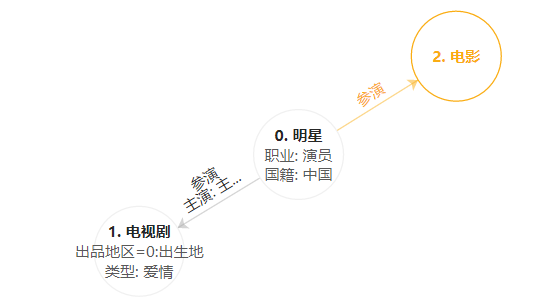 2. 电影
参演
0. 明星
职业: 演员
国籍: 中国
参演
主演: 主...
1. 电视剧
出品地区=0:出生地
类型: 爱情